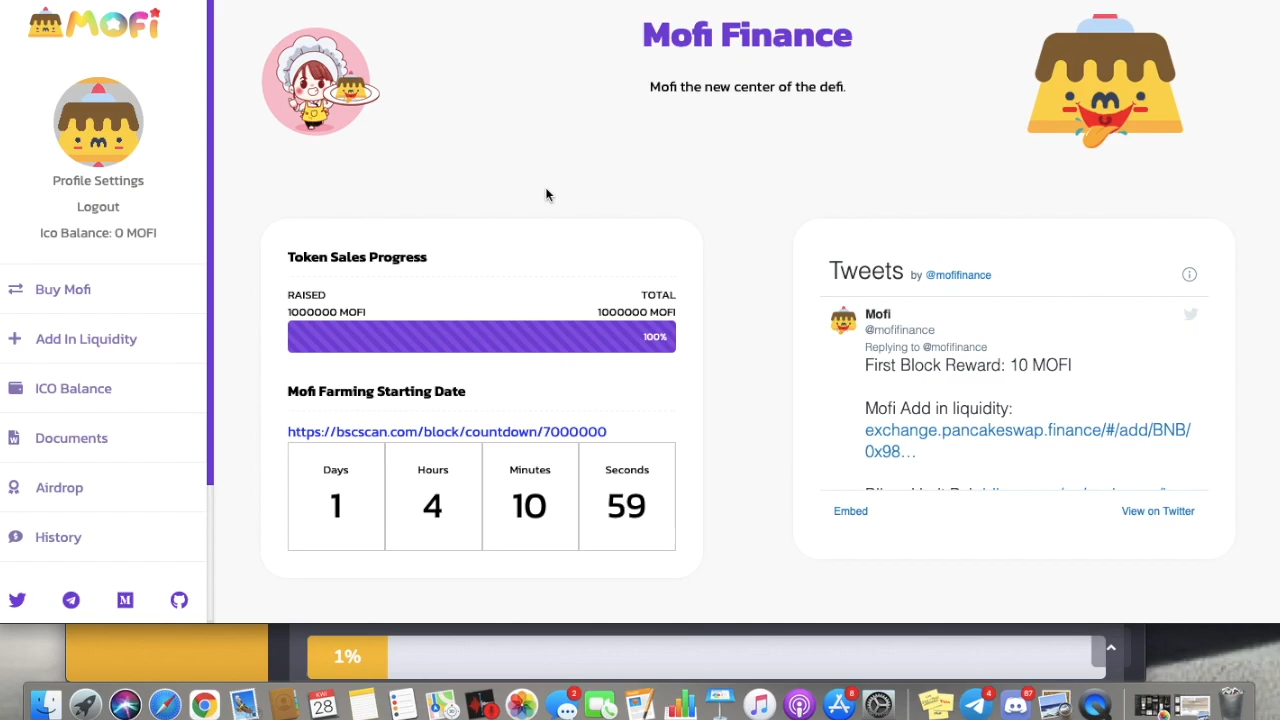 MOFi
Profile Settings
Logout
Ico Balance: 0 MOFI
Buy Mofi
Add In Liquidity
ICO Balance
Documents
Airdrop
History
Mofi Finance
Mofi the new center of the defi.
Token Sales Progress
RAISED TOTAL
1000000 MOFI 1000000 MOFI
100%
Mofi Farming Starting Date
https://bscscan.com/block/countdown/7000000
Days Hours Minutes Seconds
1 4 10 59
Tweets by @mofifinance
Mofi
@mofifinance
Replying to @mofifinance
First Block Reward: 10 MOFI
Mofi Add in liquidity:
exchange.pancakeswap.finance/#/add/BNB/
0x98…
Embed View on Twitter
1%
28
2 8 4 87